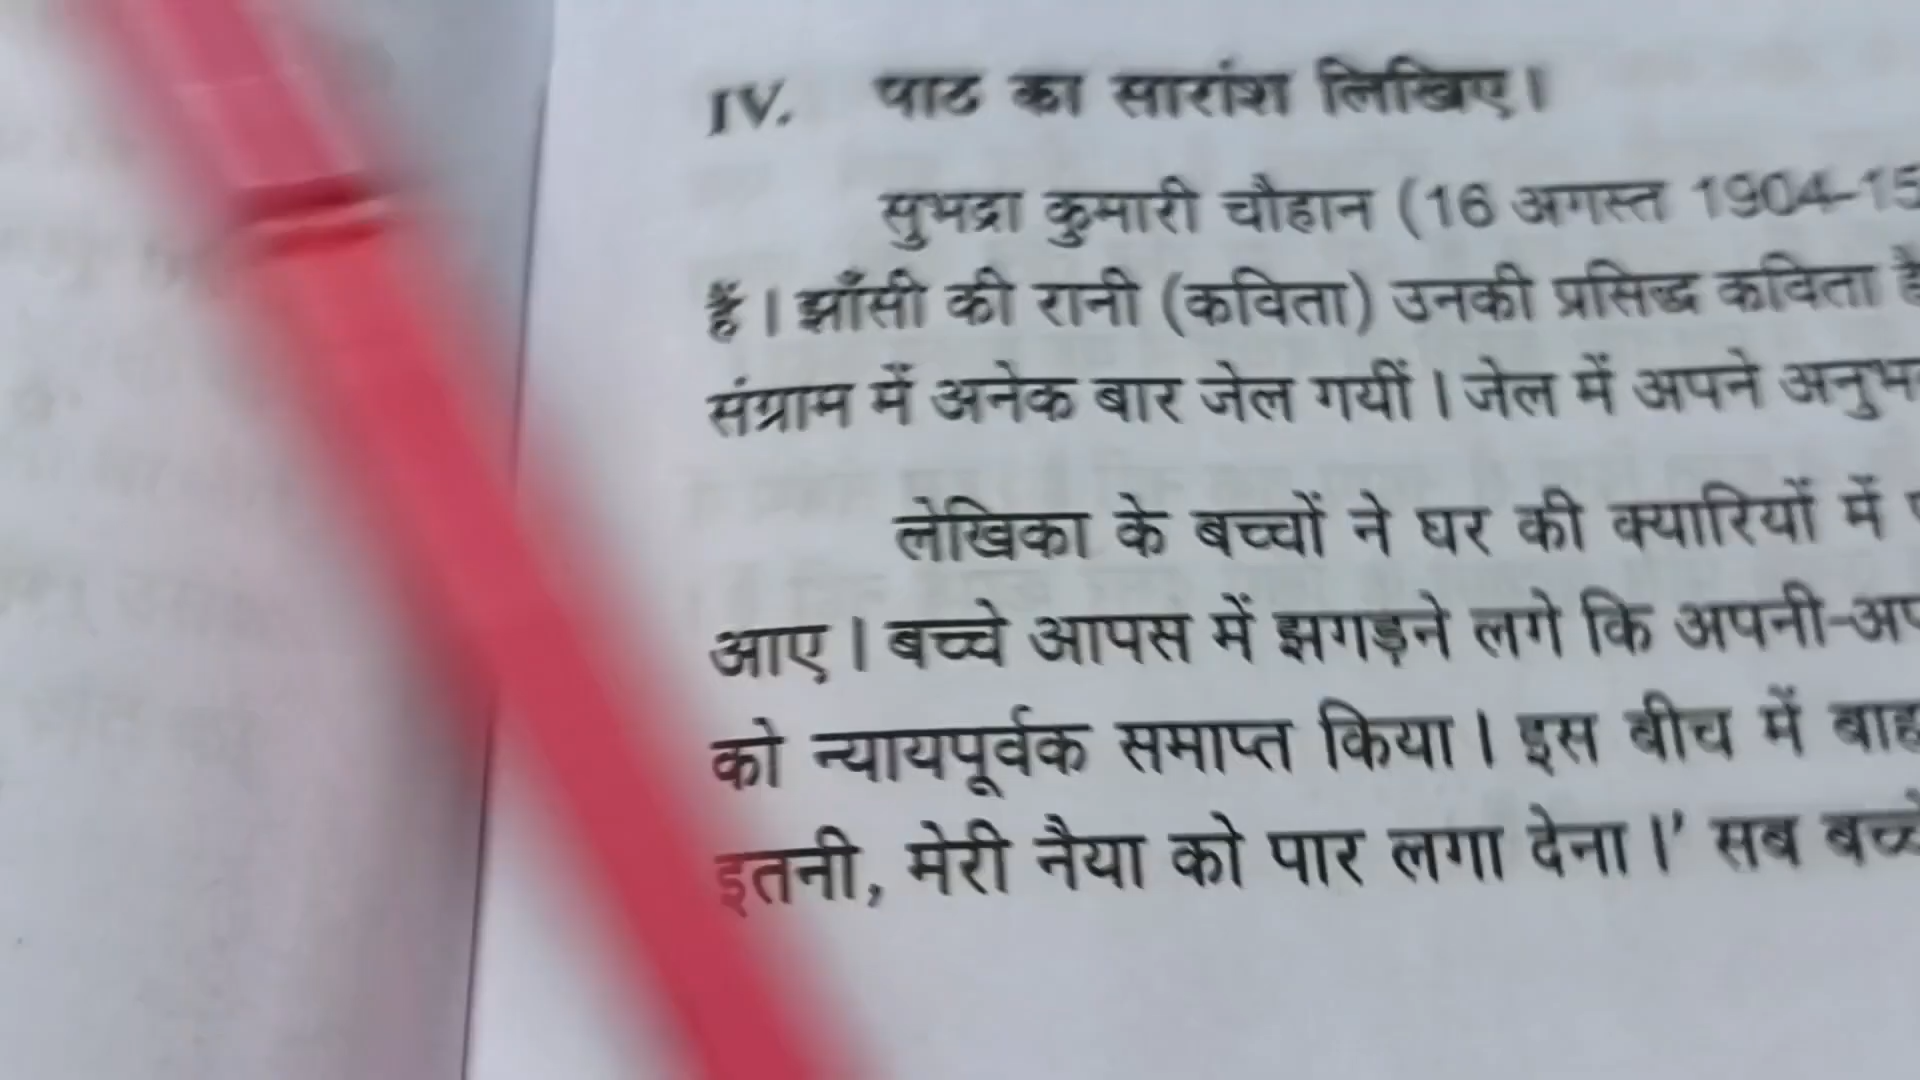 IV. पाठ का सारांश लिखिए।
सुभद्रा कुमारी चौहान (16 अगस्त 1904-15
हैं। झाँसी की रानी (कविता) उनकी प्रसिद्ध कविता है
संग्राम में अनेक बार जेल गयीं। जेल में अपने
लेखिका के बच्चों ने घर की क्यारियों में
आए। बच्चे आपस में झगड़ने लगे कि
को न्यायपूर्वक समाप्त किया। इस बीच में
इतनी, मेरी नैया को पार लगा देना।' सब